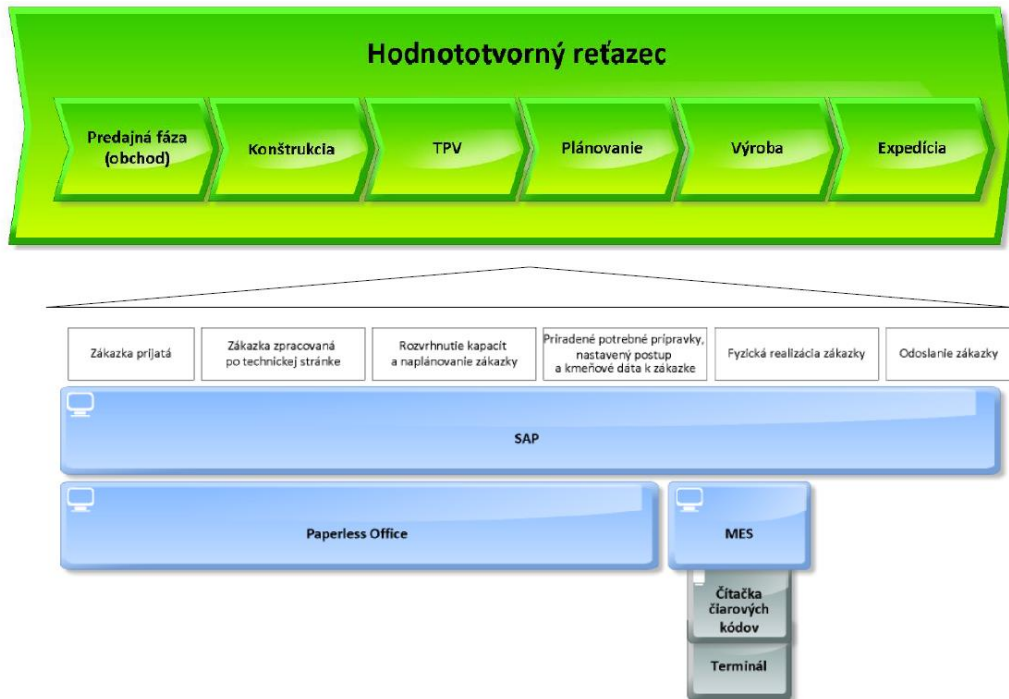 Hodnototvorný reťazec
Predajná fáza
(obchod)
Konštrukcia
TPV
Plánovanie
Výroba
Expedícia
Zákazka prijatá
Zákazka zpracovaná
po technickej stránke
Rozvrhnutie kapacít
a naplánovanie zákazky
Priradené potrebné prípravky,
nastavený postup
a kmeňové dáta k zákazke
Fyzická realizácia zákazky
Odoslanie zákazky
SAP
Paperless Office
MES
Čítačka
čiarových
kódov
Terminál